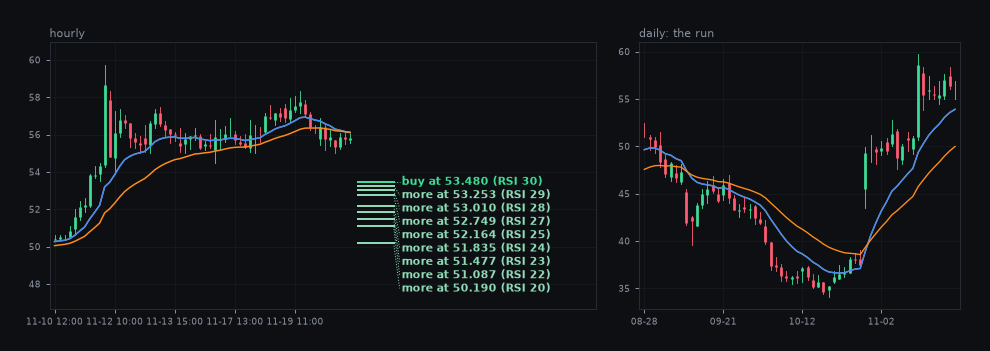 hourly
60
58
56
54
52
50
48
11-10 12:00 11-12 10:00 11-13 15:00 11-17 13:00 11-19 11:00
buy at 53.480 (RSI 30)
more at 53.253 (RSI 29)
more at 53.010 (RSI 28)
more at 52.749 (RSI 27)
more at 52.164 (RSI 25)
more at 51.835 (RSI 24)
more at 51.477 (RSI 23)
more at 51.087 (RSI 22)
more at 50.190 (RSI 20)
daily: the run
60
55
50
45
40
35
08-28 09-21 10-12 11-02